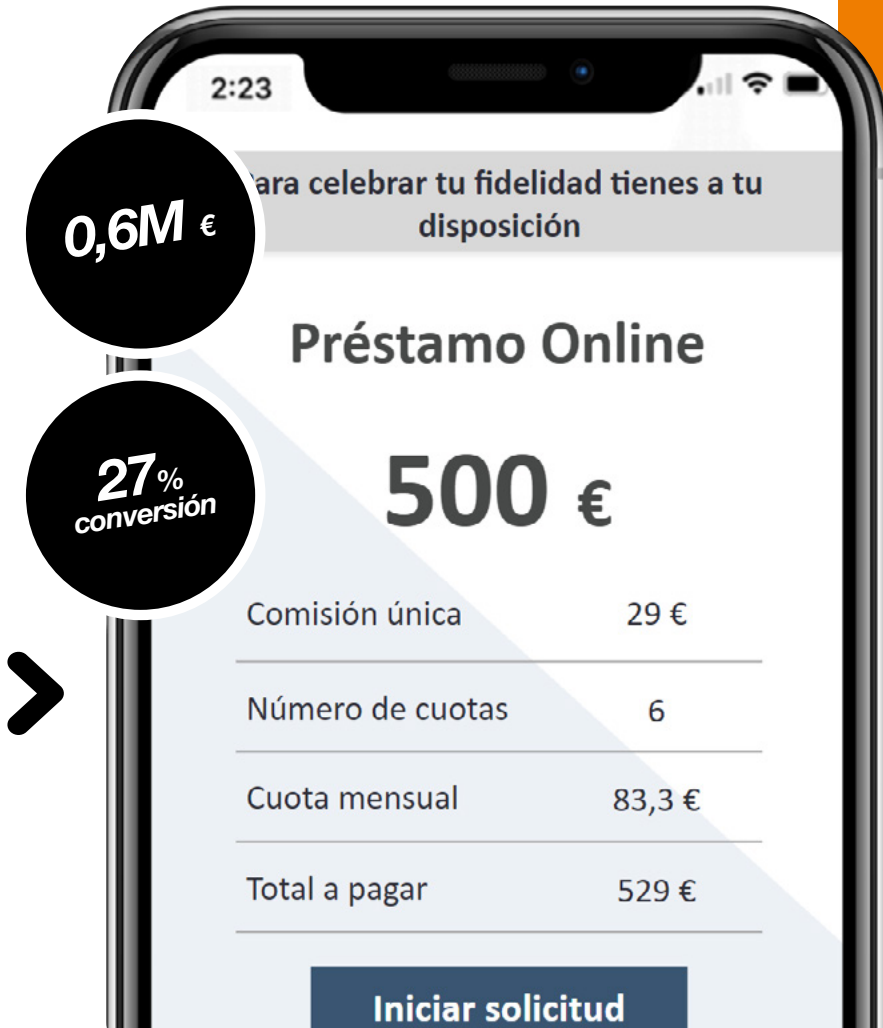 2:23
ara celebrar tu fidelidad tienes a tu
disposición
0,6M €
Préstamo Online
27%
conversión
500 €
Comisión única 29 €
Número de cuotas 6
Cuota mensual 83,3 €
Total a pagar 529 €
Iniciar solicitud